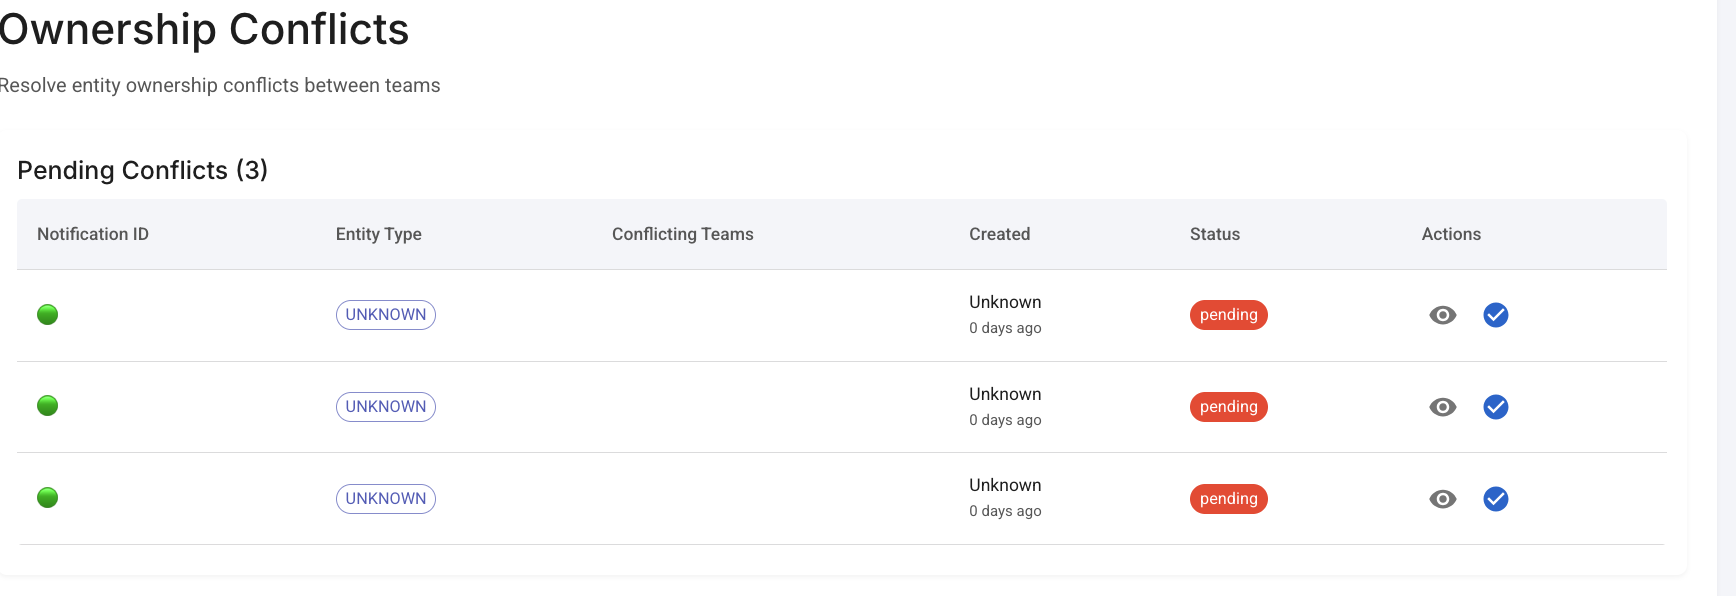 Ownership Conflicts
Resolve entity ownership conflicts between teams
Pending Conflicts (3)
Notification ID Entity Type Conflicting Teams Created Status Actions
UNKNOWN Unknown pending
0 days ago
UNKNOWN Unknown pending
0 days ago
UNKNOWN Unknown pending
0 days ago